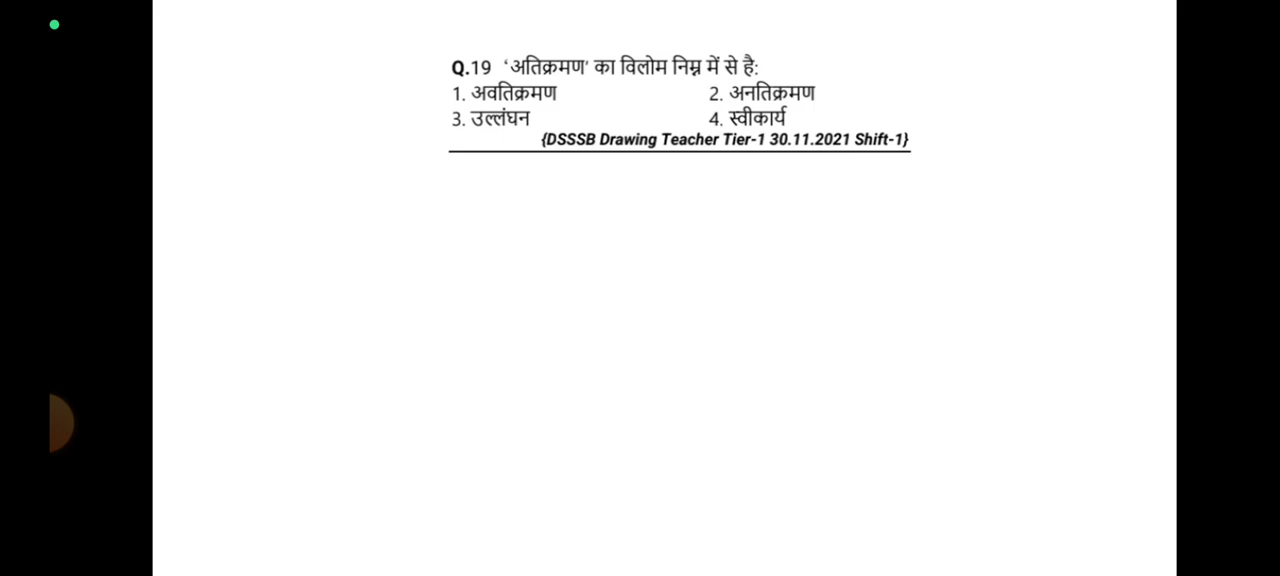 Q.19 ‘अतिक्रमण’ का विलोम निम्न में से है:
1. अवतिक्रमण 2. अनतिक्रमण
3. उल्लंघन 4. स्वीकार्य
{DSSSB Drawing Teacher Tier-1 30.11.2021 Shift-1}